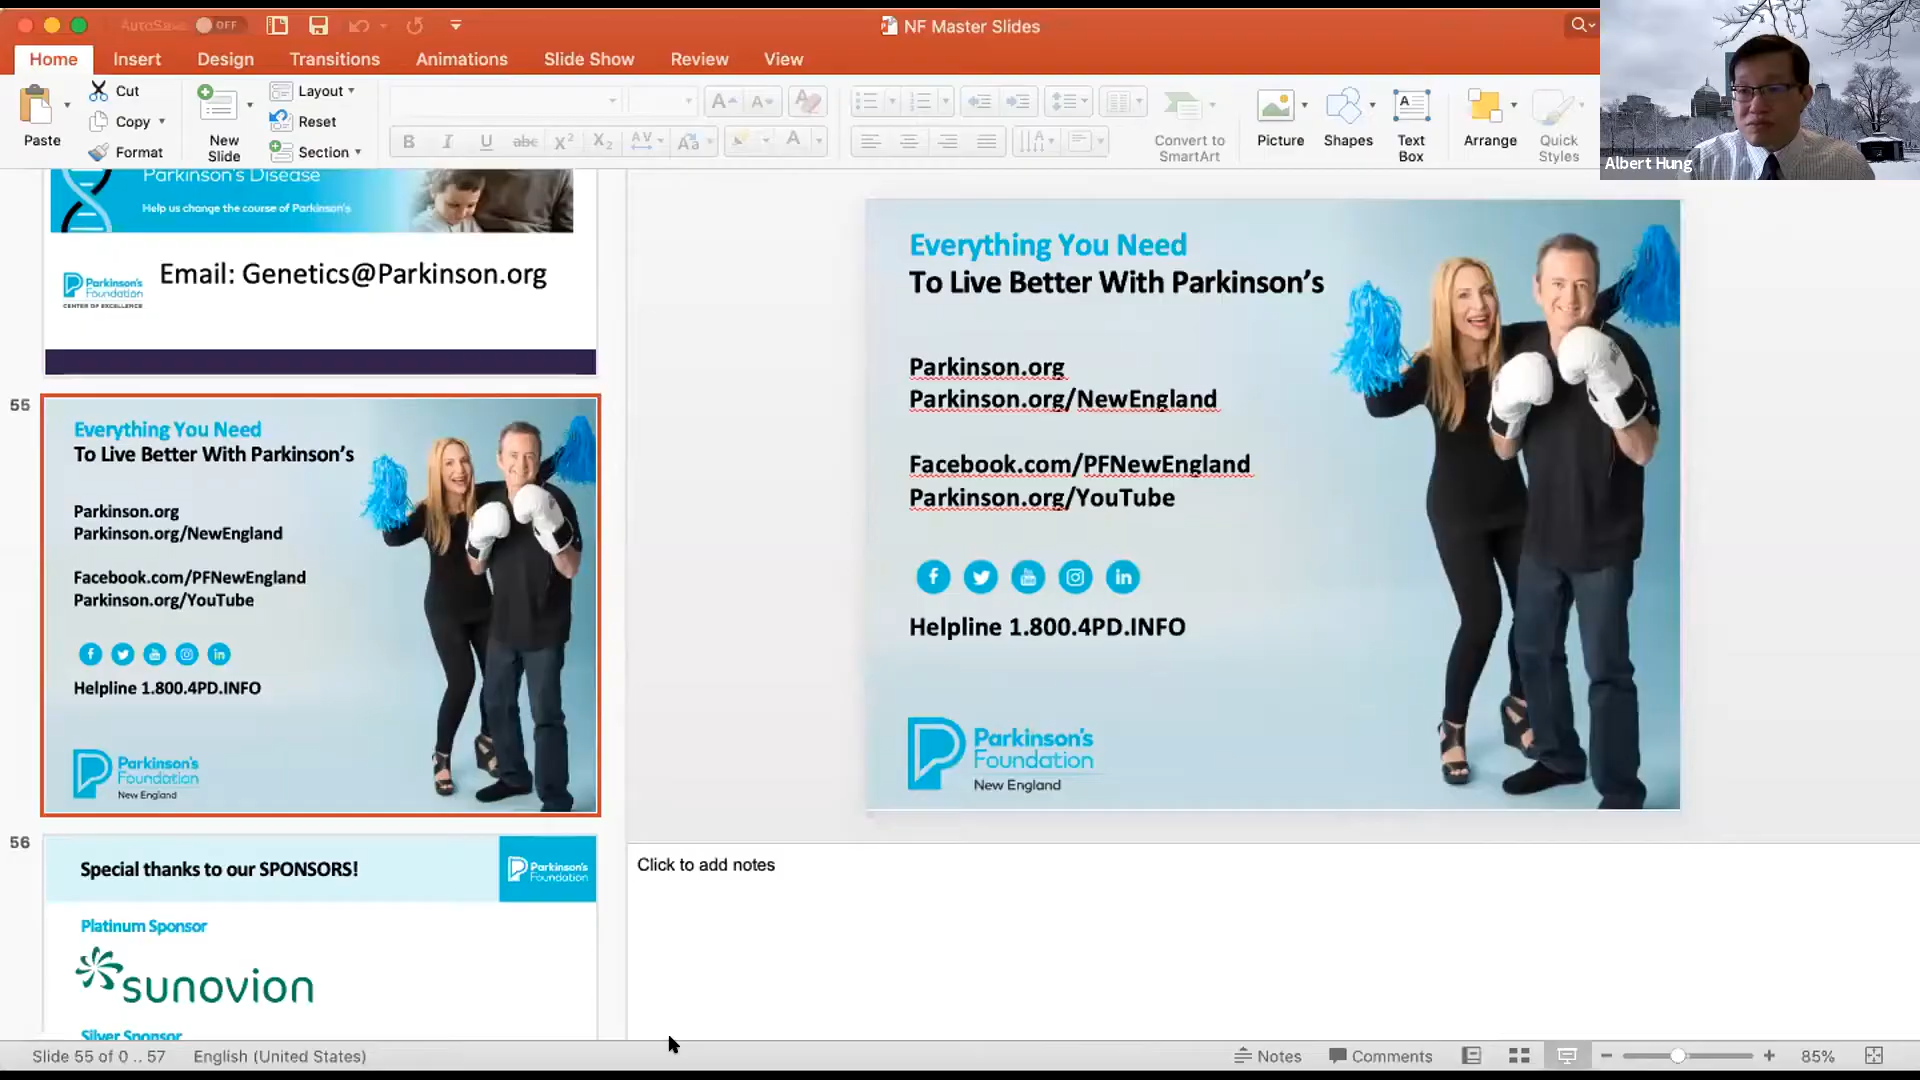 AutoSave OFF
NF Master Slides
Home Insert Design Transitions Animations Slide Show Review View
Paste
Cut
Copy
Format
New Slide
Layout
Reset
Section
Convert to SmartArt
Picture
Shapes
Text Box
Arrange
Quick Styles
Albert Hung
Parkinson's Disease
Help us change the course of Parkinson's
Parkinson's Foundation
CENTER OF EXCELLENCE
Email: Genetics@Parkinson.org
55
Everything You Need
To Live Better With Parkinson's
Parkinson.org
Parkinson.org/NewEngland
Facebook.com/PFNewEngland
Parkinson.org/YouTube
Helpline 1.800.4PD.INFO
Parkinson's
Foundation
New England
56
Special thanks to our SPONSORS!
Parkinson's
Foundation
Platinum Sponsor
sunovion
Silver Sponsor
Everything You Need
To Live Better With Parkinson's
Parkinson.org
Parkinson.org/NewEngland
Facebook.com/PFNewEngland
Parkinson.org/YouTube
Helpline 1.800.4PD.INFO
Parkinson's
Foundation
New England
Click to add notes
Slide 55 of 0 .. 57 English (United States)
Notes Comments 85%